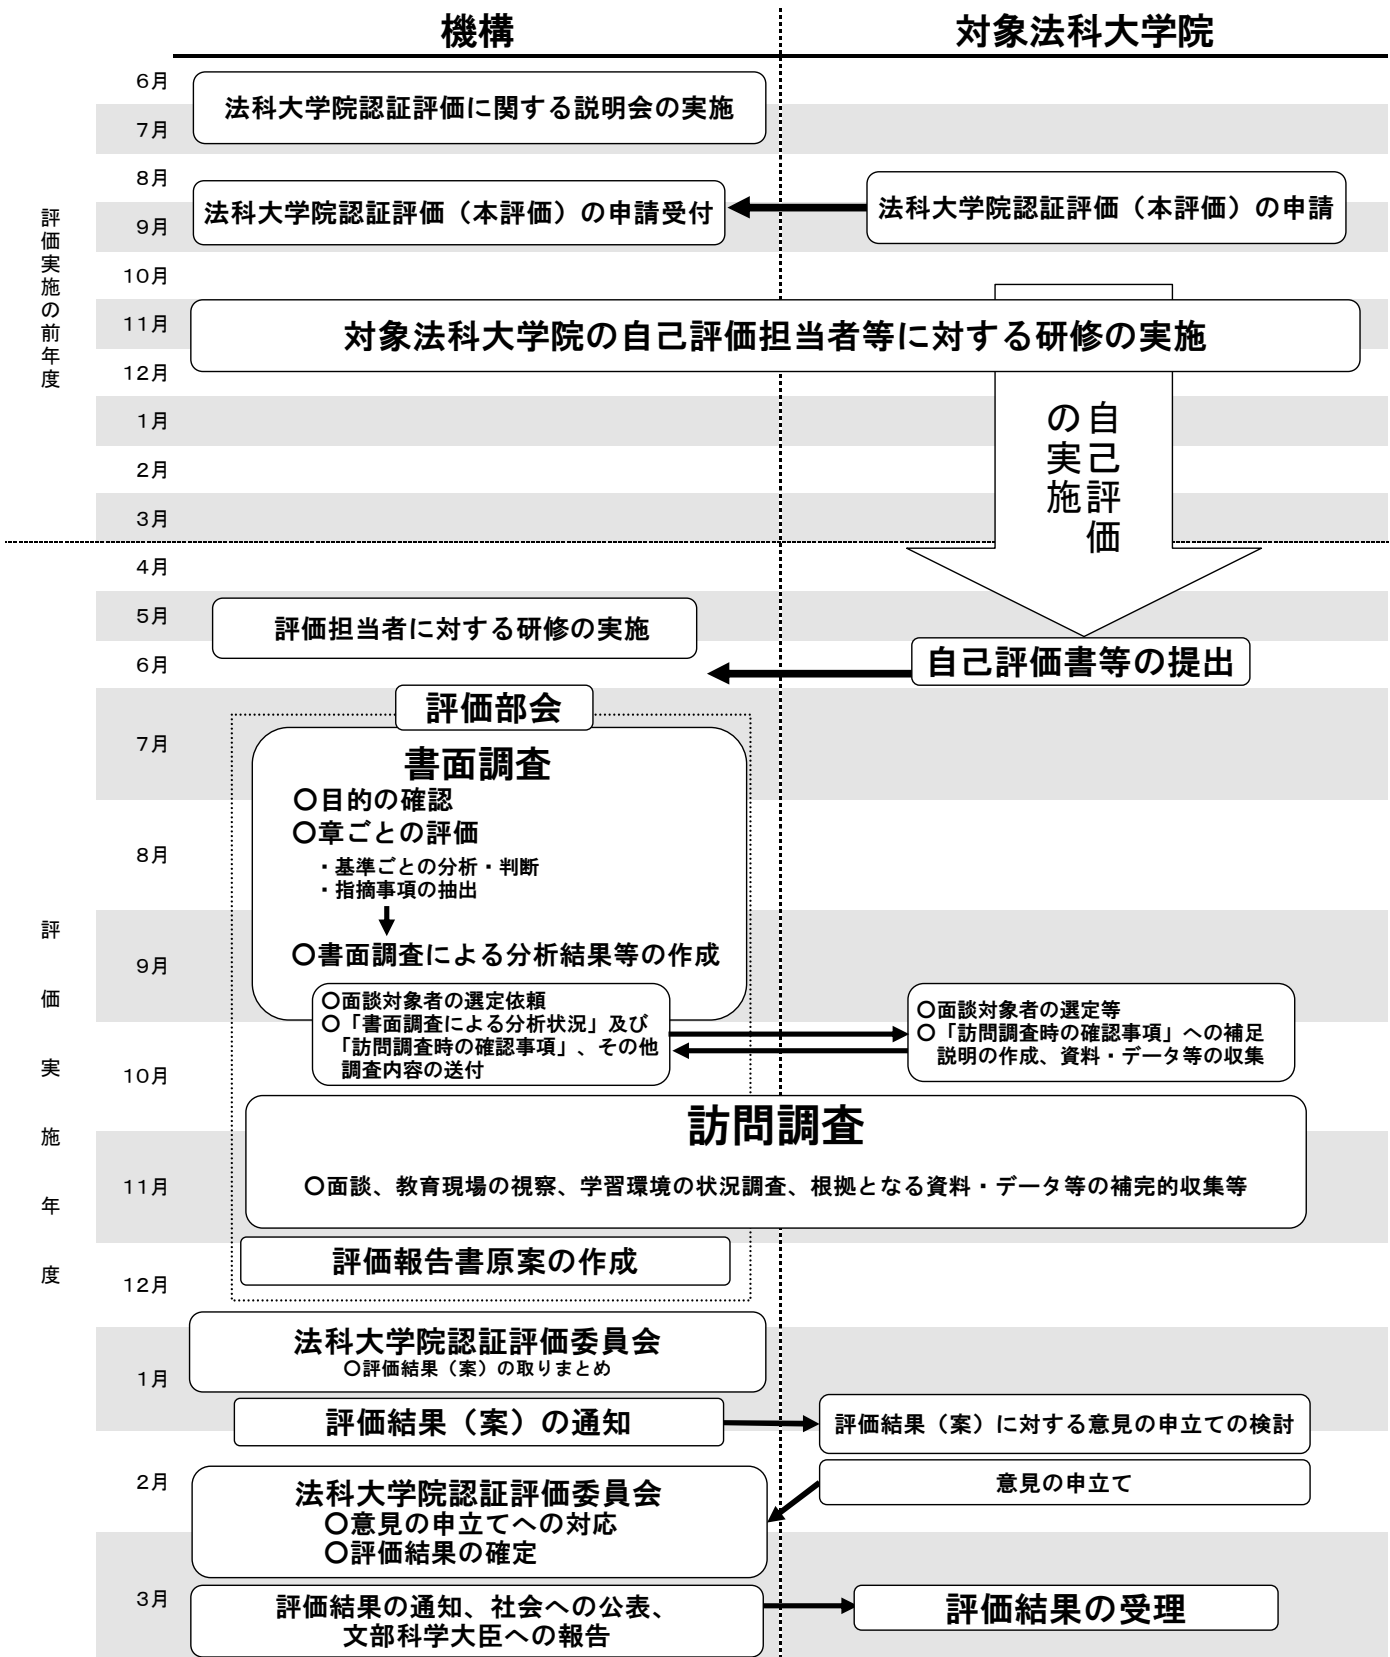 機構
対象法科大学院
評価実施の前年度
6月
法科大学院認証評価に関する説明会の実施
7月
8月
法科大学院認証評価（本評価）の申請受付
法科大学院認証評価（本評価）の申請
9月
10月
11月
対象法科大学院の自己評価担当者等に対する研修の実施
12月
自己評価
の実施
1月
2月
3月
評価実施年度
4月
5月
評価担当者に対する研修の実施
6月
自己評価書等の提出
評価部会
7月
書面調査
〇目的の確認
〇章ごとの評価
8月
・基準ごとの分析・判断
・指摘事項の抽出
〇書面調査による分析結果等の作成
9月
〇面談対象者の選定依頼
〇「書面調査による分析状況」及び
「訪問調査時の確認事項」、その他
調査内容の送付
〇面談対象者の選定等
〇「訪問調査時の確認事項」への補足
説明の作成、資料・データ等の収集
10月
訪問調査
〇面談、教育現場の視察、学習環境の状況調査、根拠となる資料・データ等の補完的収集等
11月
評価報告書原案の作成
12月
法科大学院認証評価委員会
〇評価結果（案）の取りまとめ
1月
評価結果（案）の通知
評価結果（案）に対する意見の申立ての検討
2月
意見の申立て
法科大学院認証評価委員会
〇意見の申立てへの対応
〇評価結果の確定
3月
評価結果の通知、社会への公表、
文部科学大臣への報告
評価結果の受理